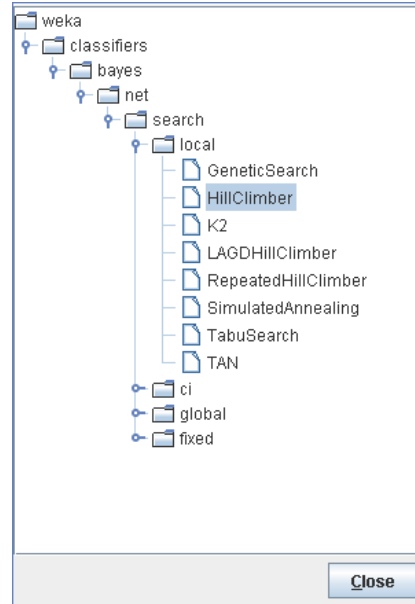 weka
classifiers
bayes
net
search
local
GeneticSearch
HillClimber
K2
LAGDHillClimber
RepeatedHillClimber
SimulatedAnnealing
TabuSearch
TAN
ci
global
fixed
Close